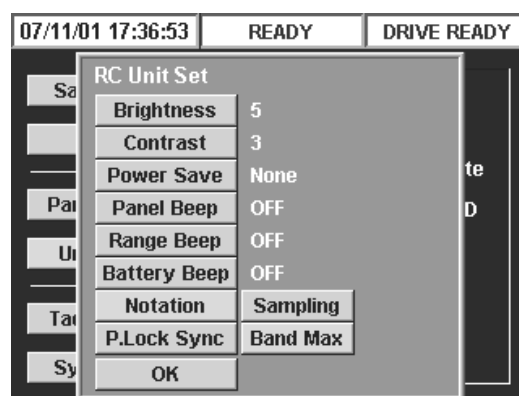 07/11/01 17:36:53 READY DRIVE READY
RC Unit Set
Brightness 5
Contrast 3
Power Save None
Panel Beep OFF
Range Beep OFF
Battery Beep OFF
Notation Sampling
P.Lock Sync Band Max
OK